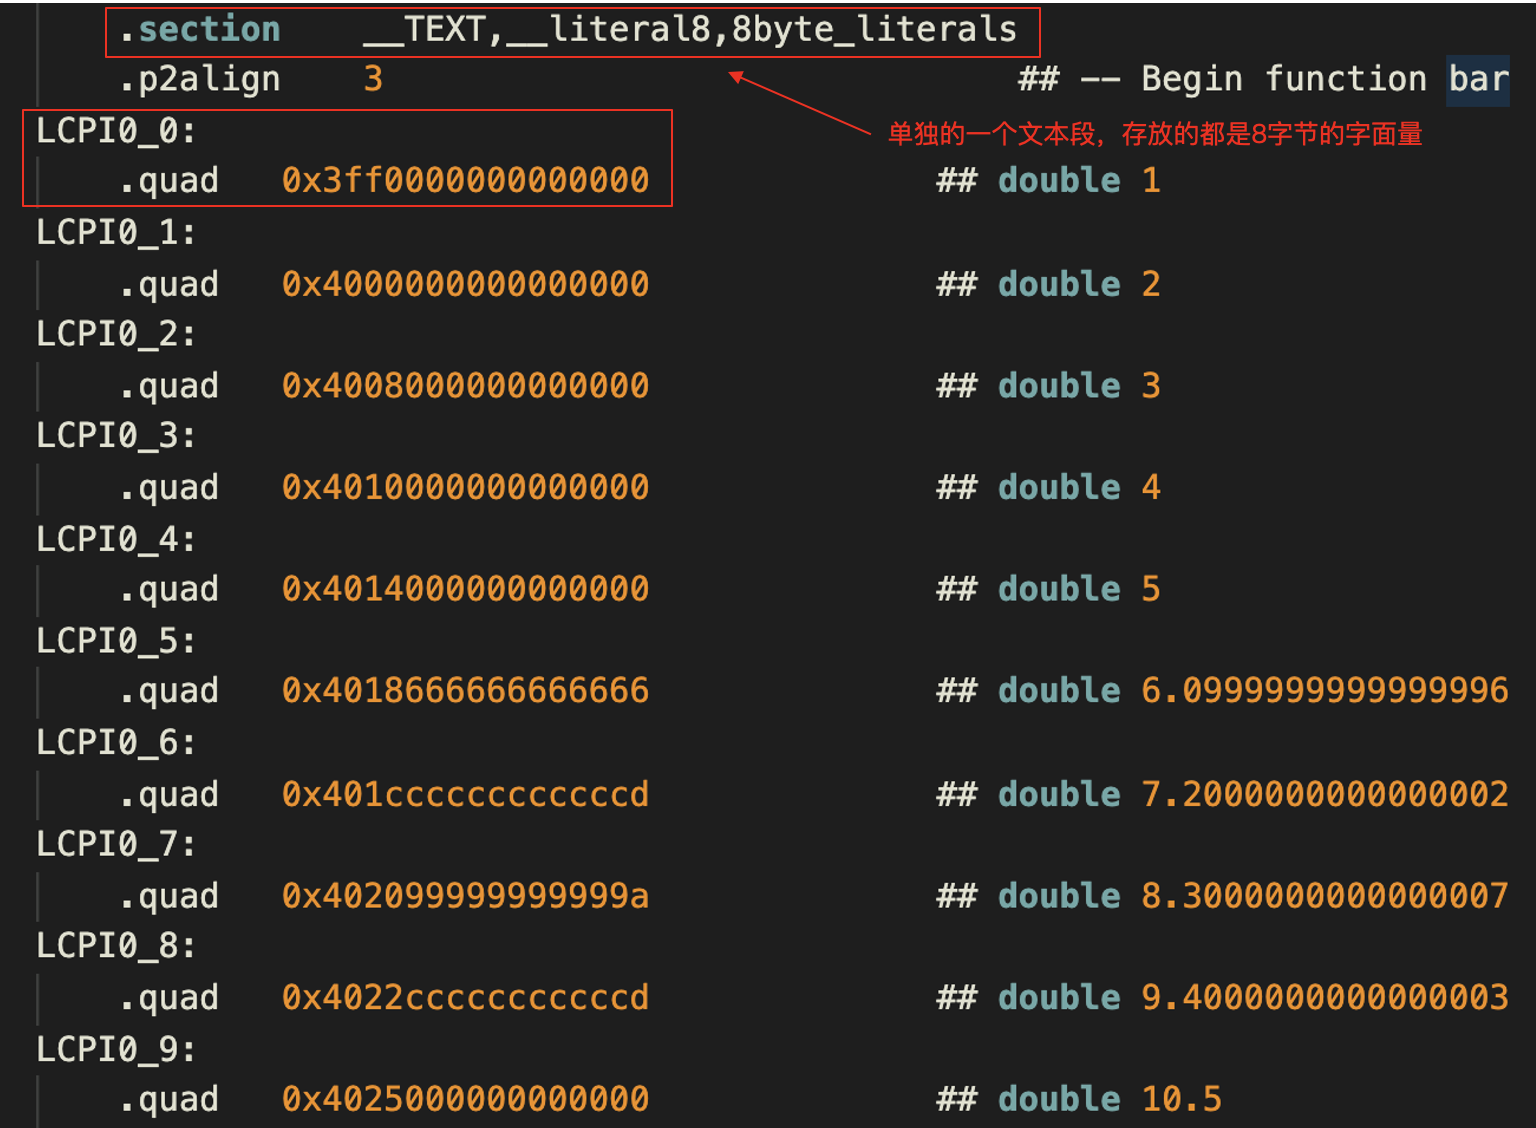 .section    __TEXT,__literal8,8byte_literals
.p2align    3                               ## -- Begin function bar
单独的一个文本段，存放的都是8字节的字面量
LCPI0_0:
.quad   0x3ff0000000000000              ## double 1
LCPI0_1:
.quad   0x4000000000000000              ## double 2
LCPI0_2:
.quad   0x4008000000000000              ## double 3
LCPI0_3:
.quad   0x4010000000000000              ## double 4
LCPI0_4:
.quad   0x4014000000000000              ## double 5
LCPI0_5:
.quad   0x4018666666666666              ## double 6.0999999999999996
LCPI0_6:
.quad   0x401ccccccccccccd              ## double 7.2000000000000002
LCPI0_7:
.quad   0x402099999999999a              ## double 8.3000000000000007
LCPI0_8:
.quad   0x4022cccccccccccd              ## double 9.4000000000000003
LCPI0_9:
.quad   0x4025000000000000              ## double 10.5